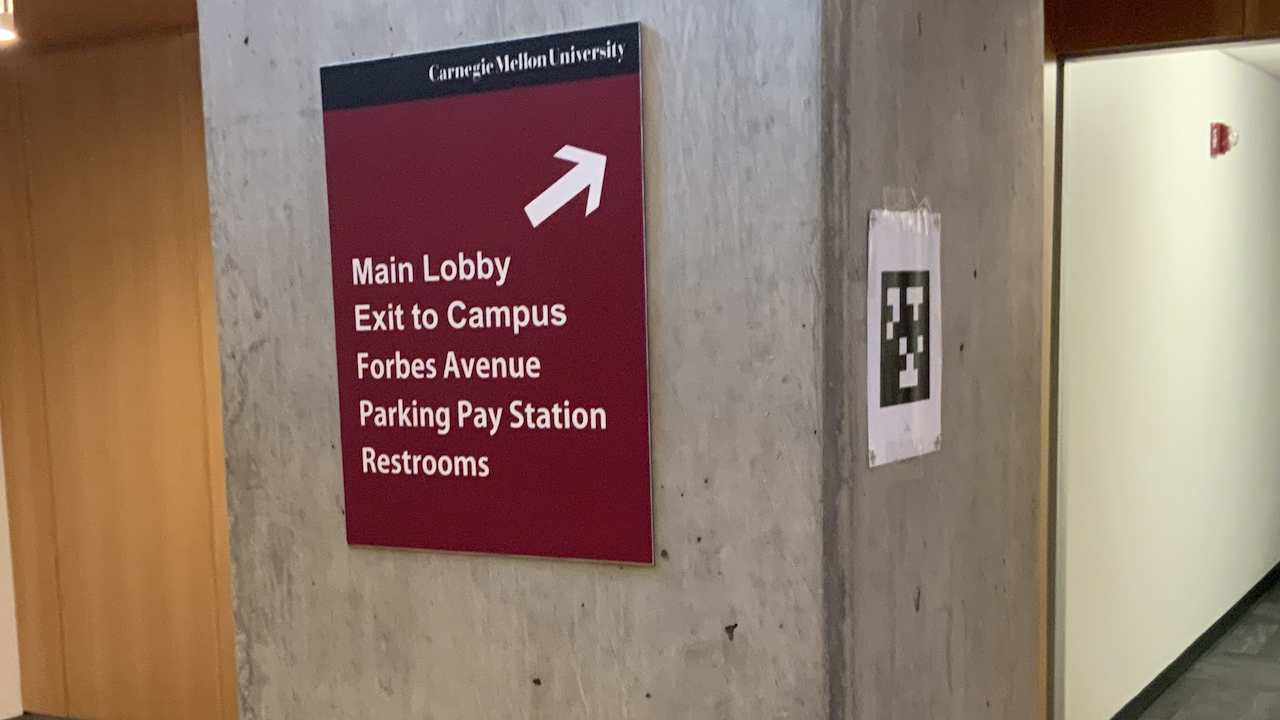 Carnegie Mellon University
Main Lobby
Exit to Campus
Forbes Avenue
Parking Pay Station
Restrooms